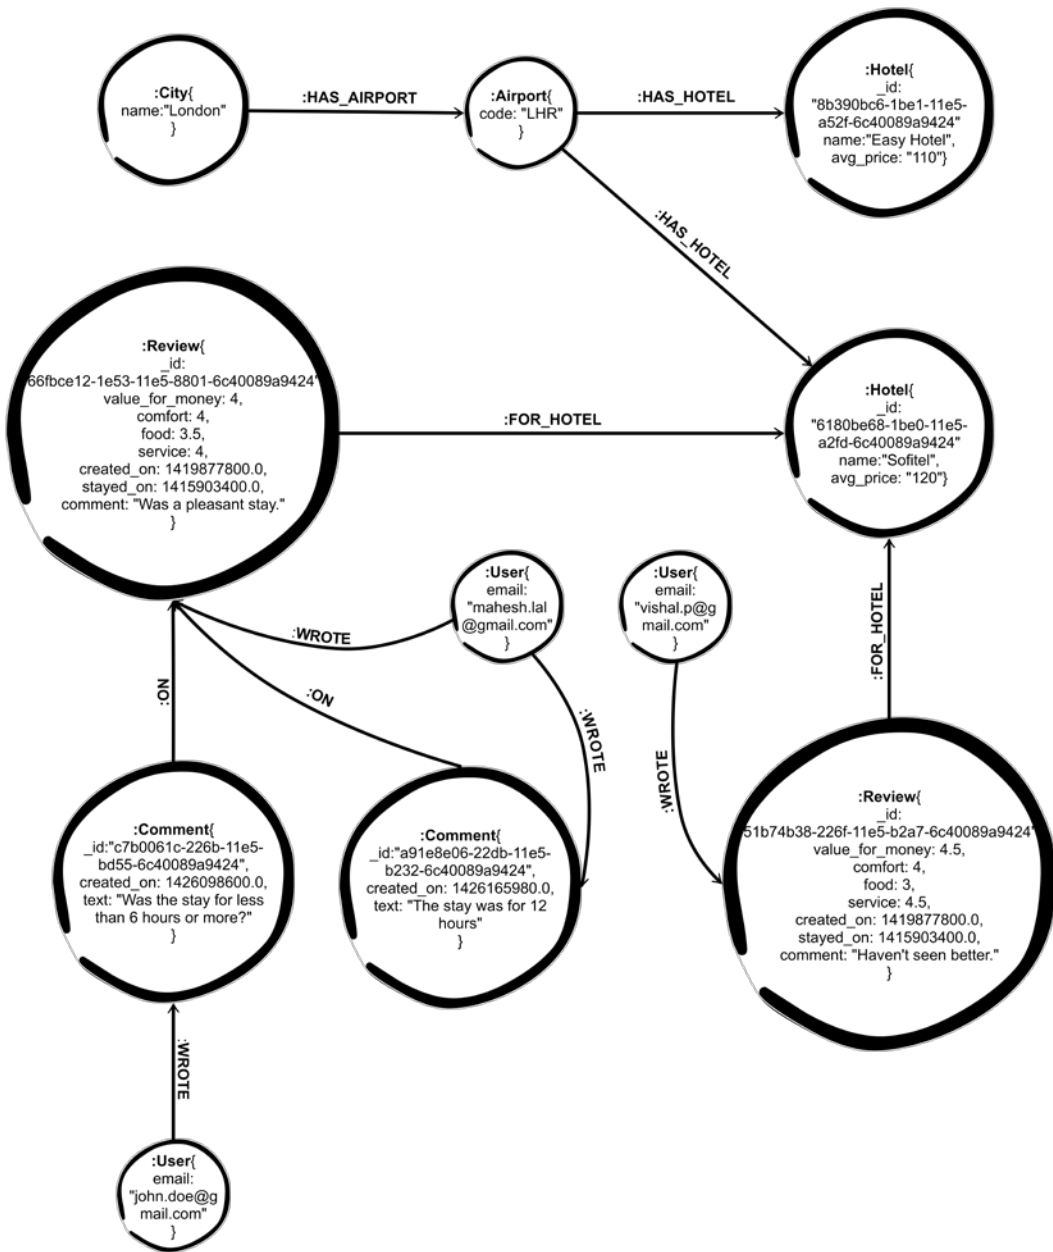 :City{
name:"London"
}
:HAS_AIRPORT
:Airport{
code: "LHR"
}
:HAS_HOTEL
:Hotel{
_id:
"8b390bc6-1be1-11e5-
a52f-6c40089a9424"
name:"Easy Hotel",
avg_price: "110"}
:HAS_HOTEL
:Review{
_id:
"66fbce12-1e53-11e5-8801-6c40089a9424"
value_for_money: 4,
comfort: 4,
food: 3.5,
service: 4,
created_on: 1419877800.0,
stayed_on: 1415903400.0,
comment: "Was a pleasant stay."
}
:FOR_HOTEL
:Hotel{
_id:
"6180be68-1be0-11e5-
a2fd-6c40089a9424"
name:"Sofitel",
avg_price: "120"}
:User{
email:
"mahesh.lal
@gmail.com"
}
:User{
email:
"vishal.p@g
mail.com"
}
:WROTE
:ON
:ON
:WROTE
:WROTE
:FOR_HOTEL
:Comment{
_id:"c7b0061c-226b-11e5-
bd55-6c40089a9424",
created_on: 1426098600.0,
text: "Was the stay for less
than 6 hours or more?"
}
:Comment{
_id:"a91e8e06-22db-11e5-
b232-6c40089a9424",
created_on: 1426165980.0,
text: "The stay was for 12
hours"
}
:Review{
_id:
"51b74b38-226f-11e5-b2a7-6c40089a9424"
value_for_money: 4.5,
comfort: 4,
food: 3,
service: 4.5,
created_on: 1419877800.0,
stayed_on: 1415903400.0,
comment: "Haven't seen better."
}
:WROTE
:User{
email:
"john.doe@g
mail.com"
}